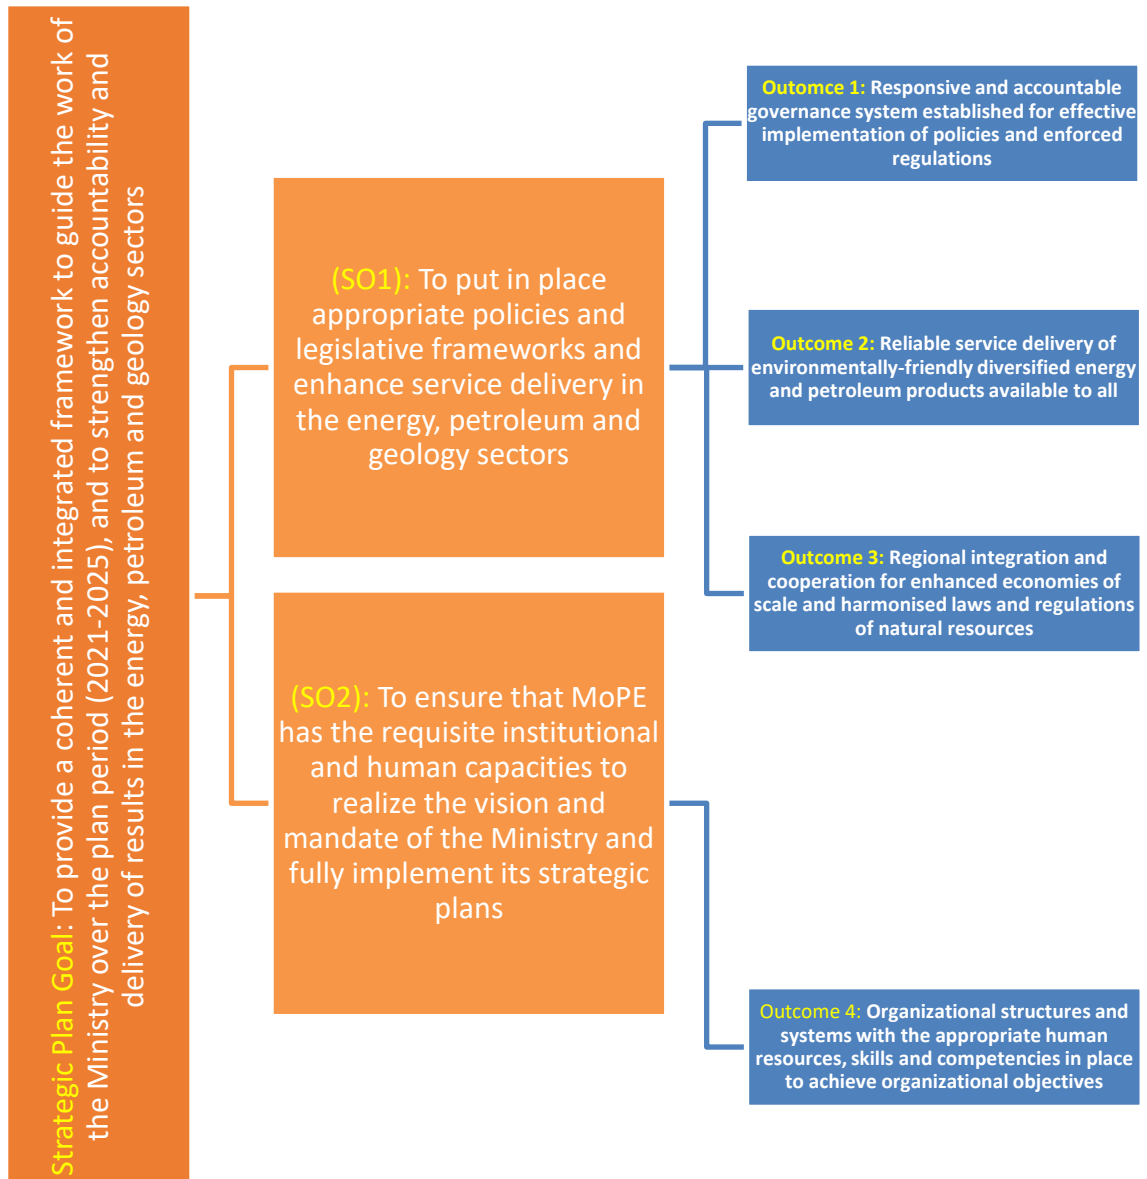 Strategic Plan Goal: To provide a coherent and integrated framework to guide the work of
the Ministry over the plan period (2021-2025), and to strengthen accountability and
delivery of results in the energy, petroleum and geology sectors
(SO1): To put in place
appropriate policies and
legislative frameworks and
enhance service delivery in
the energy, petroleum and
geology sectors
(SO2): To ensure that MoPE
has the requisite institutional
and human capacities to
realize the vision and
mandate of the Ministry and
fully implement its strategic
plans
Outomce 1: Responsive and accountable
governance system established for effective
implementation of policies and enforced
regulations
Outcome 2: Reliable service delivery of
environmentally-friendly diversified energy
and petroleum products available to all
Outcome 3: Regional integration and
cooperation for enhanced economies of
scale and harmonised laws and regulations
of natural resources
Outcome 4: Organizational structures and
systems with the appropriate human
resources, skills and competencies in place
to achieve organizational objectives